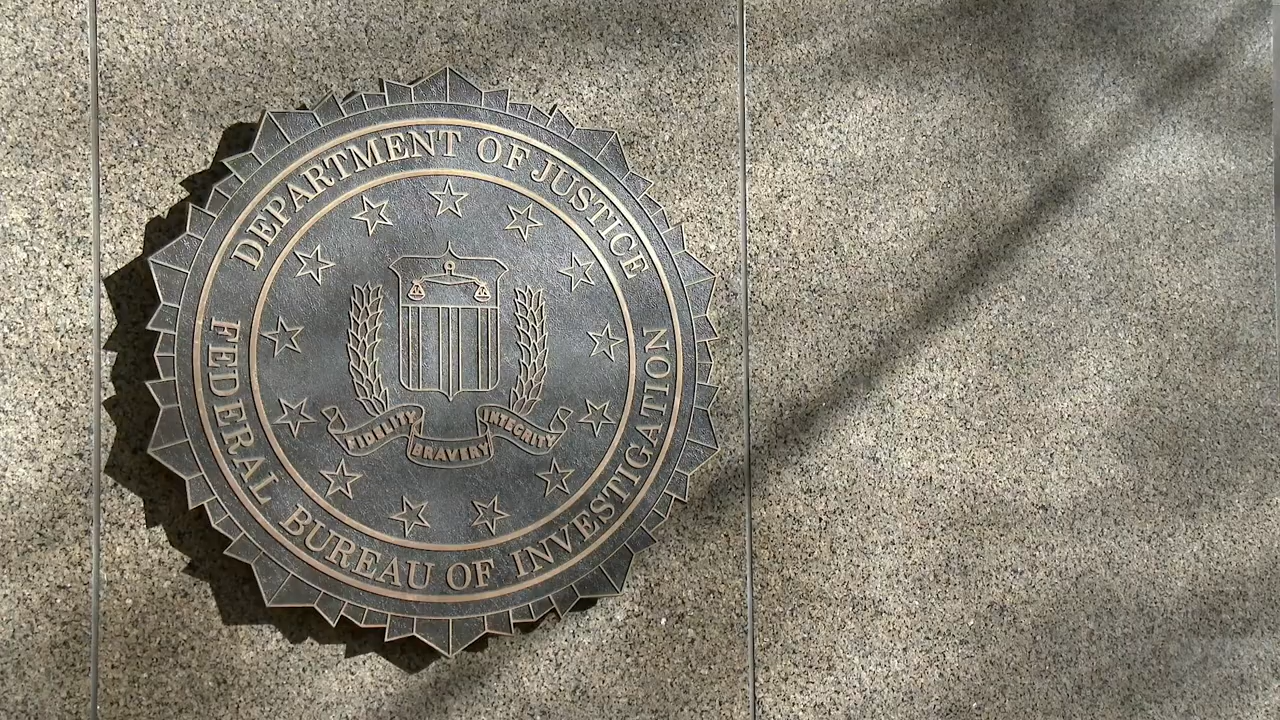 DEPARTMENT OF JUSTICE
FIDELITY
BRAVERY
INTEGRITY
FEDERAL BUREAU OF INVESTIGATION